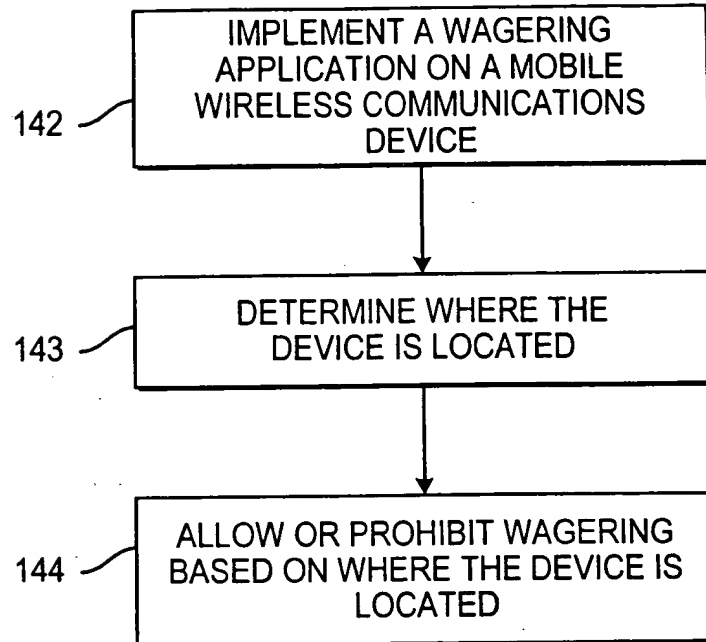 IMPLEMENT A WAGERING
APPLICATION ON A MOBILE
WIRELESS COMMUNICATIONS
DEVICE
142
DETERMINE WHERE THE
DEVICE IS LOCATED
143
ALLOW OR PROHIBIT WAGERING
BASED ON WHERE THE DEVICE IS
LOCATED
144